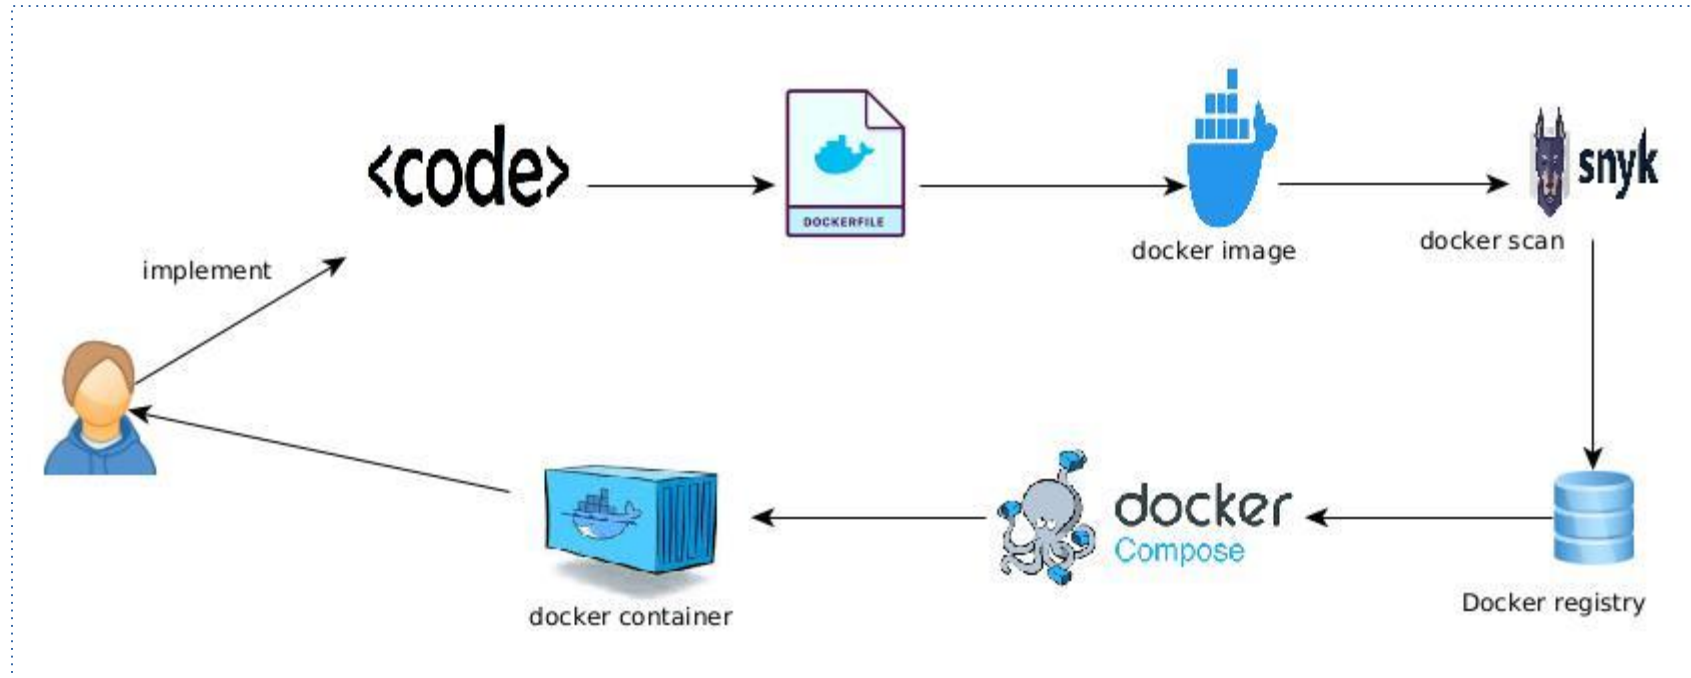 <code>
DOCKERFILE
docker image
snyk
docker scan
implement
docker
Compose
docker container
Docker registry